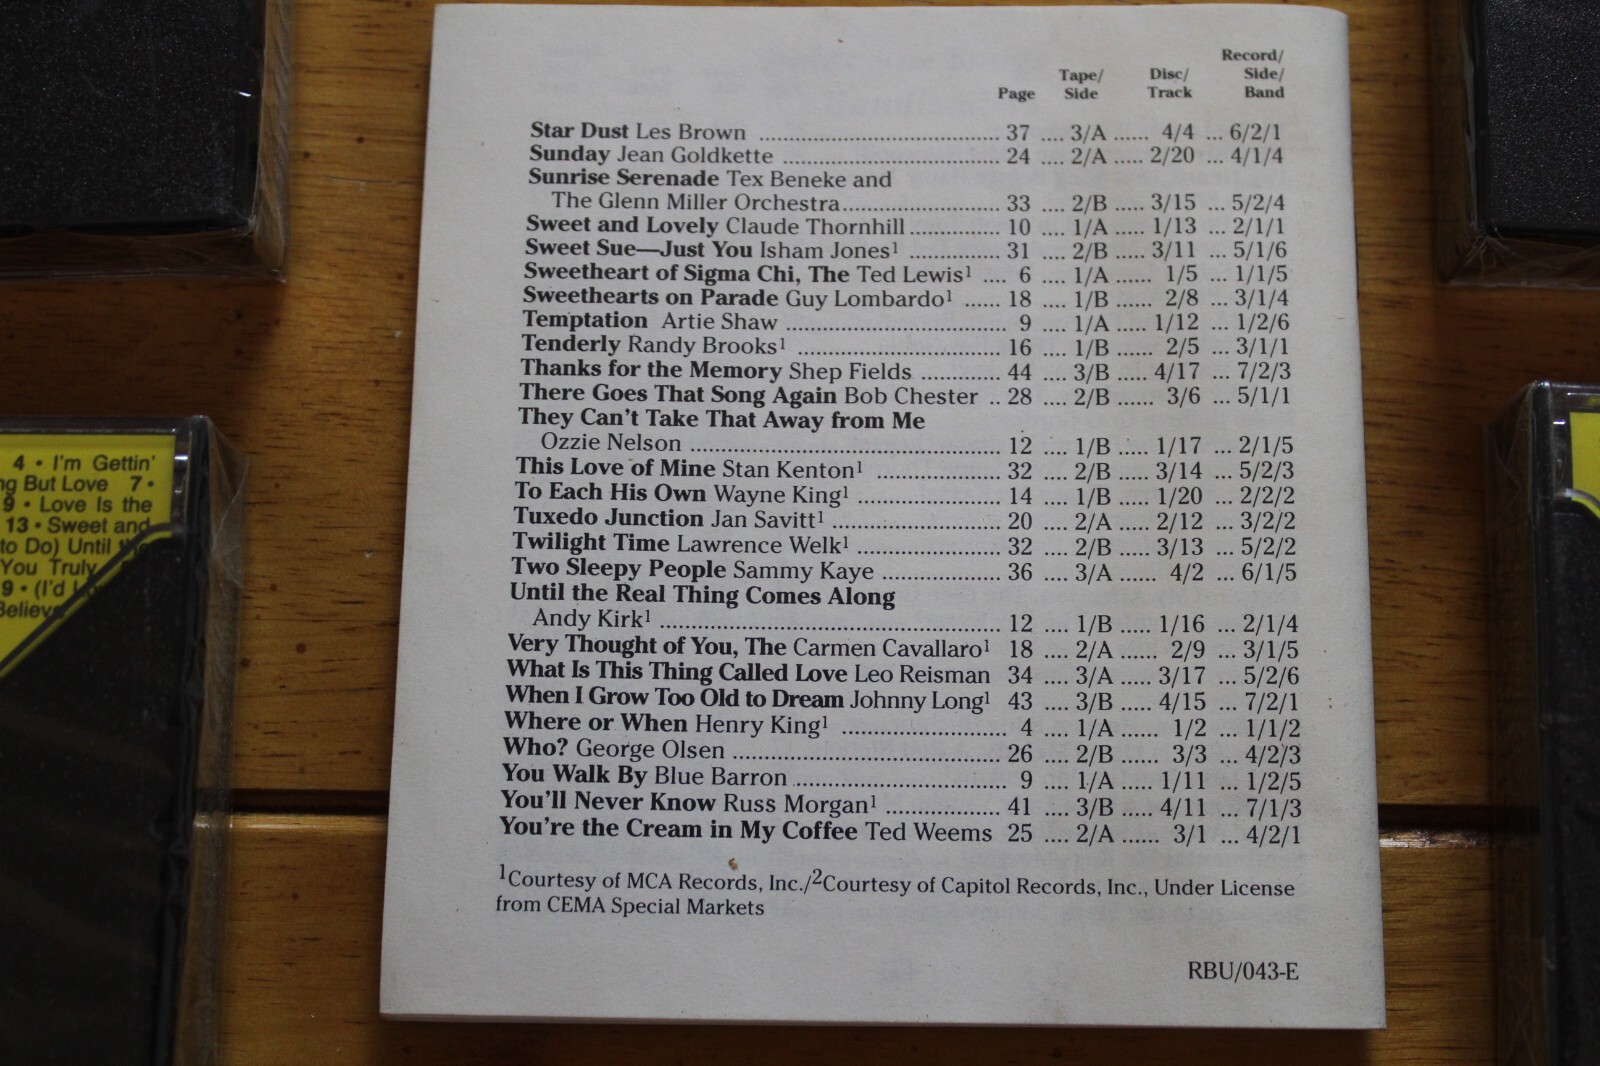 Record/
Tape/ Disc/ Side/
Page Side Track Band
Star Dust Les Brown ........ 37 .... 3/A ...... 4/4 ... 6/2/1
Sunday Jean Goldkette ........ 24 .... 2/A ..... 2/20 ... 4/1/4
Sunrise Serenade Tex Beneke and
The Glenn Miller Orchestra ........ 33 .... 2/B ..... 3/15 ... 5/2/4
Sweet and Lovely Claude Thornhill ........ 10 .... 1/A ..... 1/13 ... 2/1/1
Sweet Sue—Just You Isham Jones¹ ........ 31 .... 2/B ..... 3/11 ... 5/1/6
Sweetheart of Sigma Chi, The Ted Lewis¹ .... 6 .... 1/A ...... 1/5 ... 1/1/5
Sweethearts on Parade Guy Lombardo¹ ...... 18 .... 1/B ...... 2/8 ... 3/1/4
Temptation Artie Shaw ........ 9 .... 1/A ..... 1/12 ... 1/2/6
Tenderly Randy Brooks¹ ........ 16 .... 1/B ...... 2/5 ... 3/1/1
Thanks for the Memory Shep Fields ........ 44 .... 3/B ..... 4/17 ... 7/2/3
There Goes That Song Again Bob Chester .. 28 .... 2/B ...... 3/6 ... 5/1/1
They Can't Take That Away from Me
Ozzie Nelson ........ 12 .... 1/B ..... 1/17 ... 2/1/5
This Love of Mine Stan Kenton¹ ........ 32 .... 2/B ..... 3/14 ... 5/2/3
To Each His Own Wayne King¹ ........ 14 .... 1/B ..... 1/20 ... 2/2/2
Tuxedo Junction Jan Savitt¹ ........ 20 .... 2/A ..... 2/12 ... 3/2/2
Twilight Time Lawrence Welk¹ ........ 32 .... 2/B ..... 3/13 ... 5/2/2
Two Sleepy People Sammy Kaye ........ 36 .... 3/A ...... 4/2 ... 6/1/5
Until the Real Thing Comes Along
Andy Kirk¹ ........ 12 .... 1/B ..... 1/16 ... 2/1/4
Very Thought of You, The Carmen Cavallaro¹ 18 .... 2/A ...... 2/9 ... 3/1/5
What Is This Thing Called Love Leo Reisman 34 .... 3/A ..... 3/17 ... 5/2/6
When I Grow Too Old to Dream Johnny Long¹ 43 .... 3/B ..... 4/15 ... 7/2/1
Where or When Henry King¹ ........ 4 .... 1/A ...... 1/2 ... 1/1/2
Who? George Olsen ........ 26 .... 2/B ...... 3/3 ... 4/2/3
You Walk By Blue Barron ........ 9 .... 1/A ..... 1/11 ... 1/2/5
You'll Never Know Russ Morgan¹ ........ 41 .... 3/B ..... 4/11 ... 7/1/3
You're the Cream in My Coffee Ted Weems 25 .... 2/A ...... 3/1 ... 4/2/1
¹Courtesy of MCA Records, Inc./²Courtesy of Capitol Records, Inc., Under License
from CEMA Special Markets
RBU/043-E
4 • I'm Gettin'
But Love 7 •
9 • Love Is the
13 • Sweet and
to Do) Until
You Truly
9 • (I'd